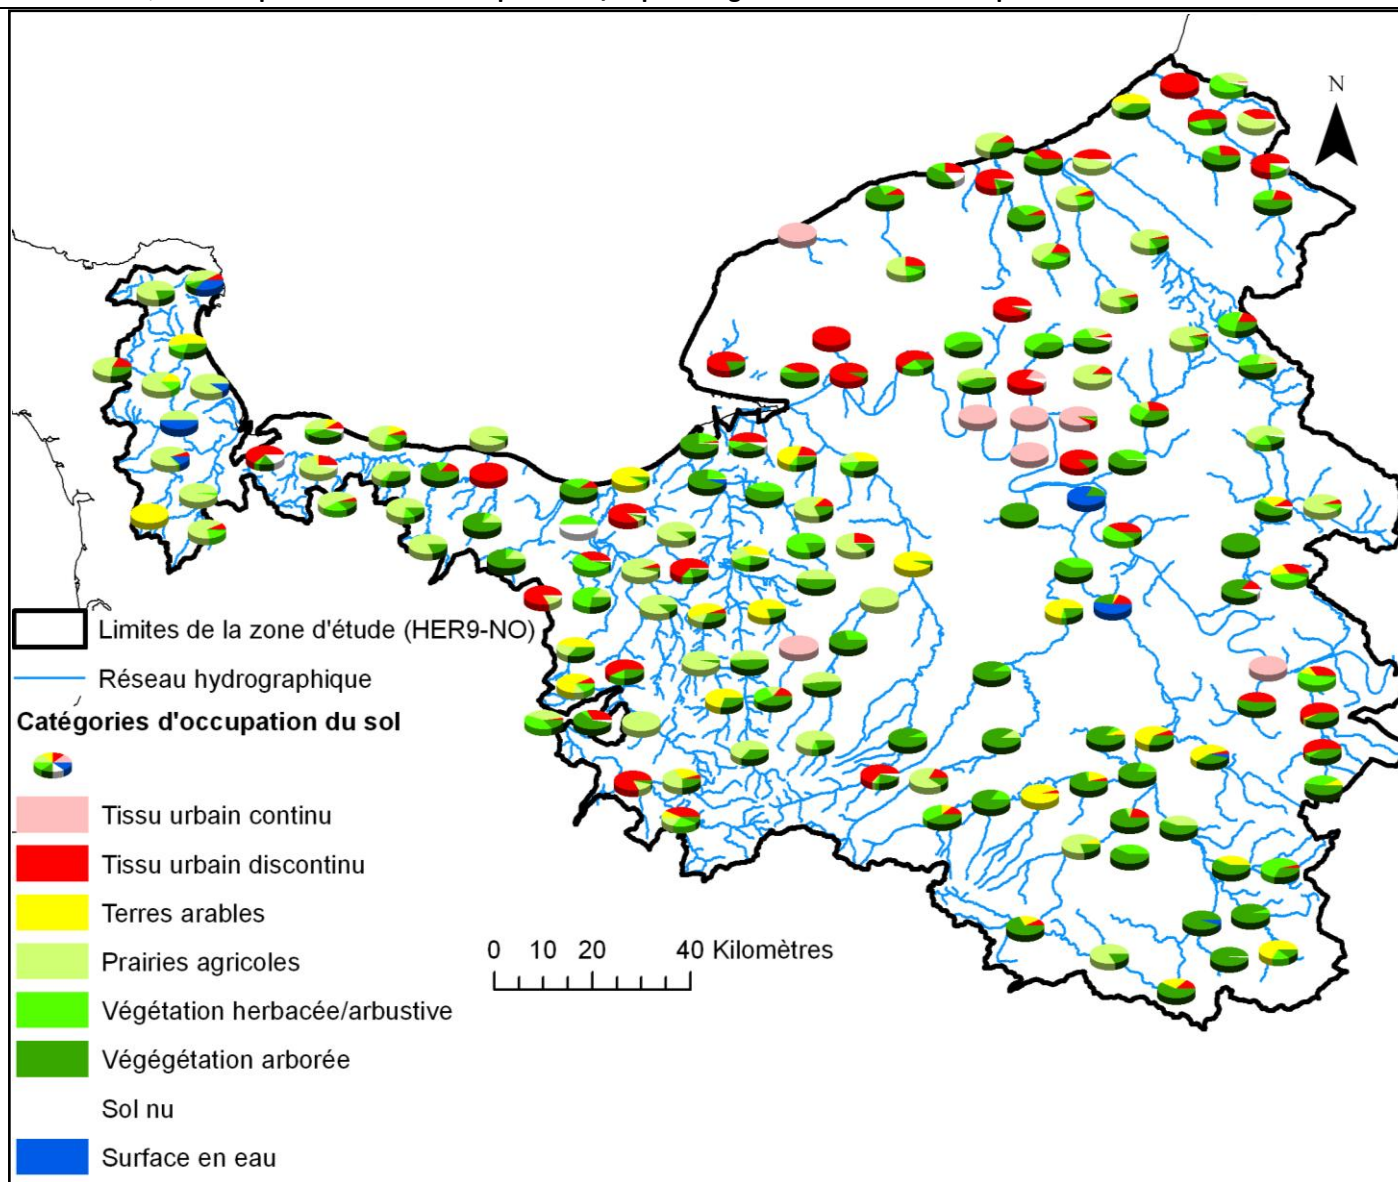 N
Limites de la zone d'étude (HER9-NO)
Réseau hydrographique
Catégories d'occupation du sol
Tissu urbain continu
Tissu urbain discontinu
Terres arables
Prairies agricoles
Végétation herbacée/arbustive
Végégétation arborée
Sol nu
Surface en eau
0 10 20 40 Kilomètres